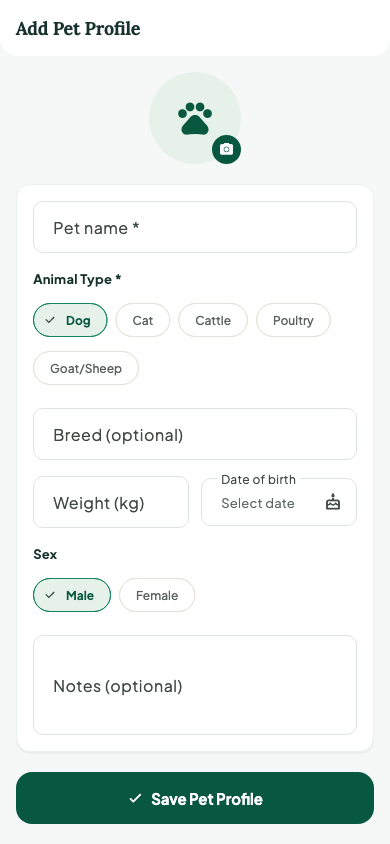 Add Pet Profile
Pet name *
Animal Type *
Dog
Cat
Cattle
Poultry
Goat/Sheep
Breed (optional)
Weight (kg)
Date of birth
Select date
Sex
Male
Female
Notes (optional)
Save Pet Profile